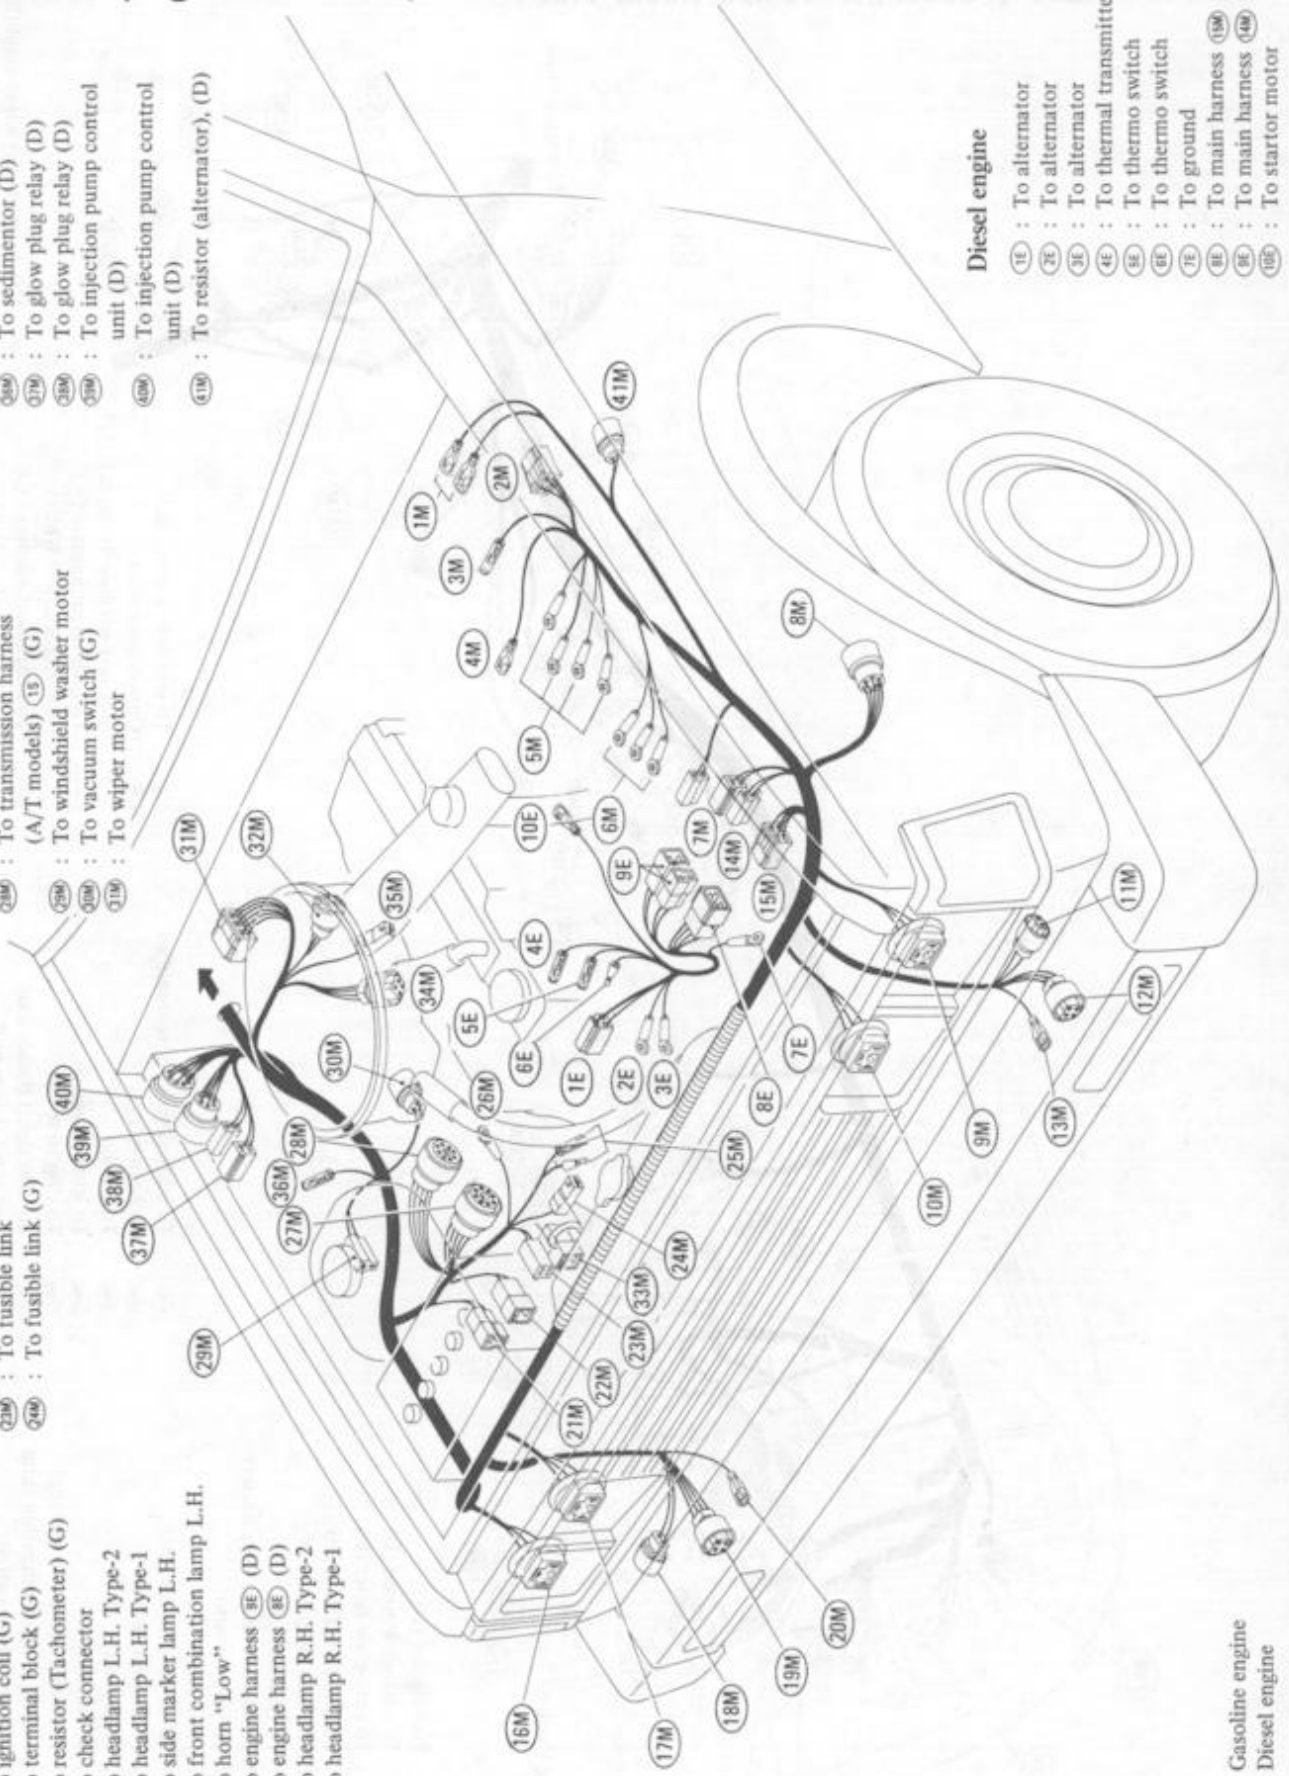 ignition coil (G)
terminal block (G)
resistor (Tachometer) (G)
check connector
headlamp L.H. Type-2
headlamp L.H. Type-1
side marker lamp L.H.
front combination lamp L.H.
horn "Low"
engine harness 9E (D)
engine harness 8E (D)
headlamp R.H. Type-2
headlamp R.H. Type-1
23M : To fusible link
24M : To fusible link (G)
28M : To transmission harness
(A/T models) 15 (G)
29M : To windshield washer motor
30M : To vacuum switch (G)
31M : To wiper motor
36M : To sedimentor (D)
37M : To glow plug relay (D)
38M : To glow plug relay (D)
39M : To injection pump control
unit (D)
40M : To injection pump control
unit (D)
41M : To resistor (alternator), (D)
1M
2M
41M
3M
4M
5M
10E
6M
8M
31M
32M
35M
34M
4E
5E
6E
9E
7M
14M
15M
40M
39M
38M
37M
30M
26M
1E
2E
3E
7E
8E
11M
12M
36M
28M
27M
25M
9M
13M
10M
29M
24M
33M
23M
22M
21M
16M
17M
18M
19M
20M
Diesel engine
1E : To alternator
2E : To alternator
3E : To alternator
4E : To thermal transmitte
5E : To thermo switch
6E : To thermo switch
7E : To ground
8E : To main harness 15M
9E : To main harness 14M
10E : To startor motor
Gasoline engine
Diesel engine